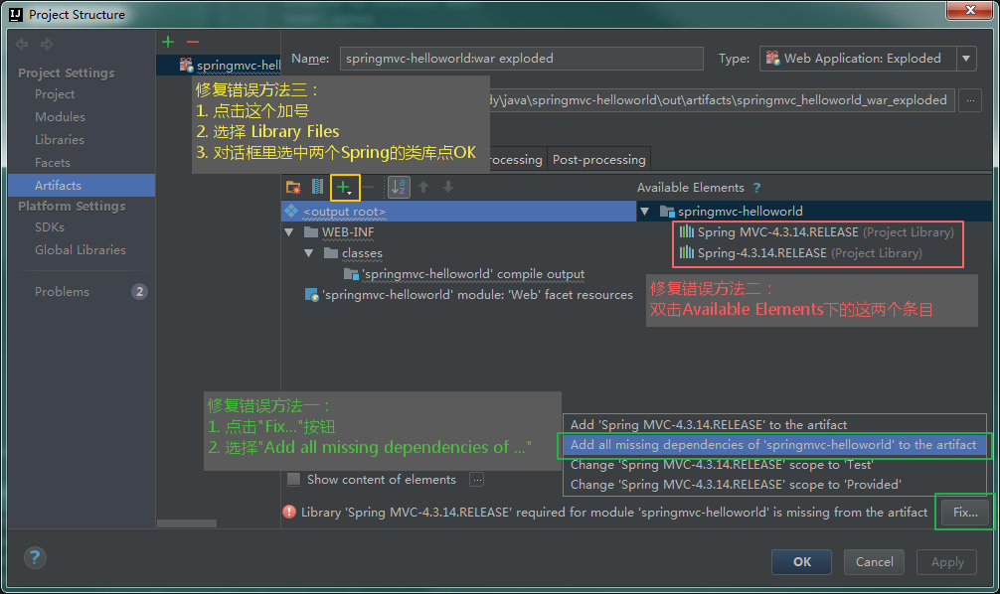 Project Structure
Project Settings
Project
Modules
Libraries
Facets
Artifacts
Platform Settings
SDKs
Global Libraries
Problems
2
springmvc-hell
Name: springmvc-helloworld:war exploded Type: Web Application: Exploded
修复错误方法三：
1. 点击这个加号
2. 选择 Library Files
3. 对话框里选中两个Spring的类库点OK
dy\java\springmvc-helloworld\out\artifacts\springmvc_helloworld_war_exploded ...
rocessing Post-processing
Available Elements ?
<output root>
WEB-INF
classes
'springmvc-helloworld' compile output
'springmvc-helloworld' module: 'Web' facet resources
springmvc-helloworld
Spring MVC-4.3.14.RELEASE (Project Library)
Spring-4.3.14.RELEASE (Project Library)
修复错误方法二：
双击Available Elements下的这两个条目
修复错误方法一：
1. 点击"Fix..."按钮
2. 选择"Add all missing dependencies of ..."
Add 'Spring MVC-4.3.14.RELEASE' to the artifact
Add all missing dependencies of 'springmvc-helloworld' to the artifact
Change 'Spring MVC-4.3.14.RELEASE' scope to 'Test'
Change 'Spring MVC-4.3.14.RELEASE' scope to 'Provided'
Show content of elements ...
Library 'Spring MVC-4.3.14.RELEASE' required for module 'springmvc-helloworld' is missing from the artifact Fix...
? OK Cancel Apply